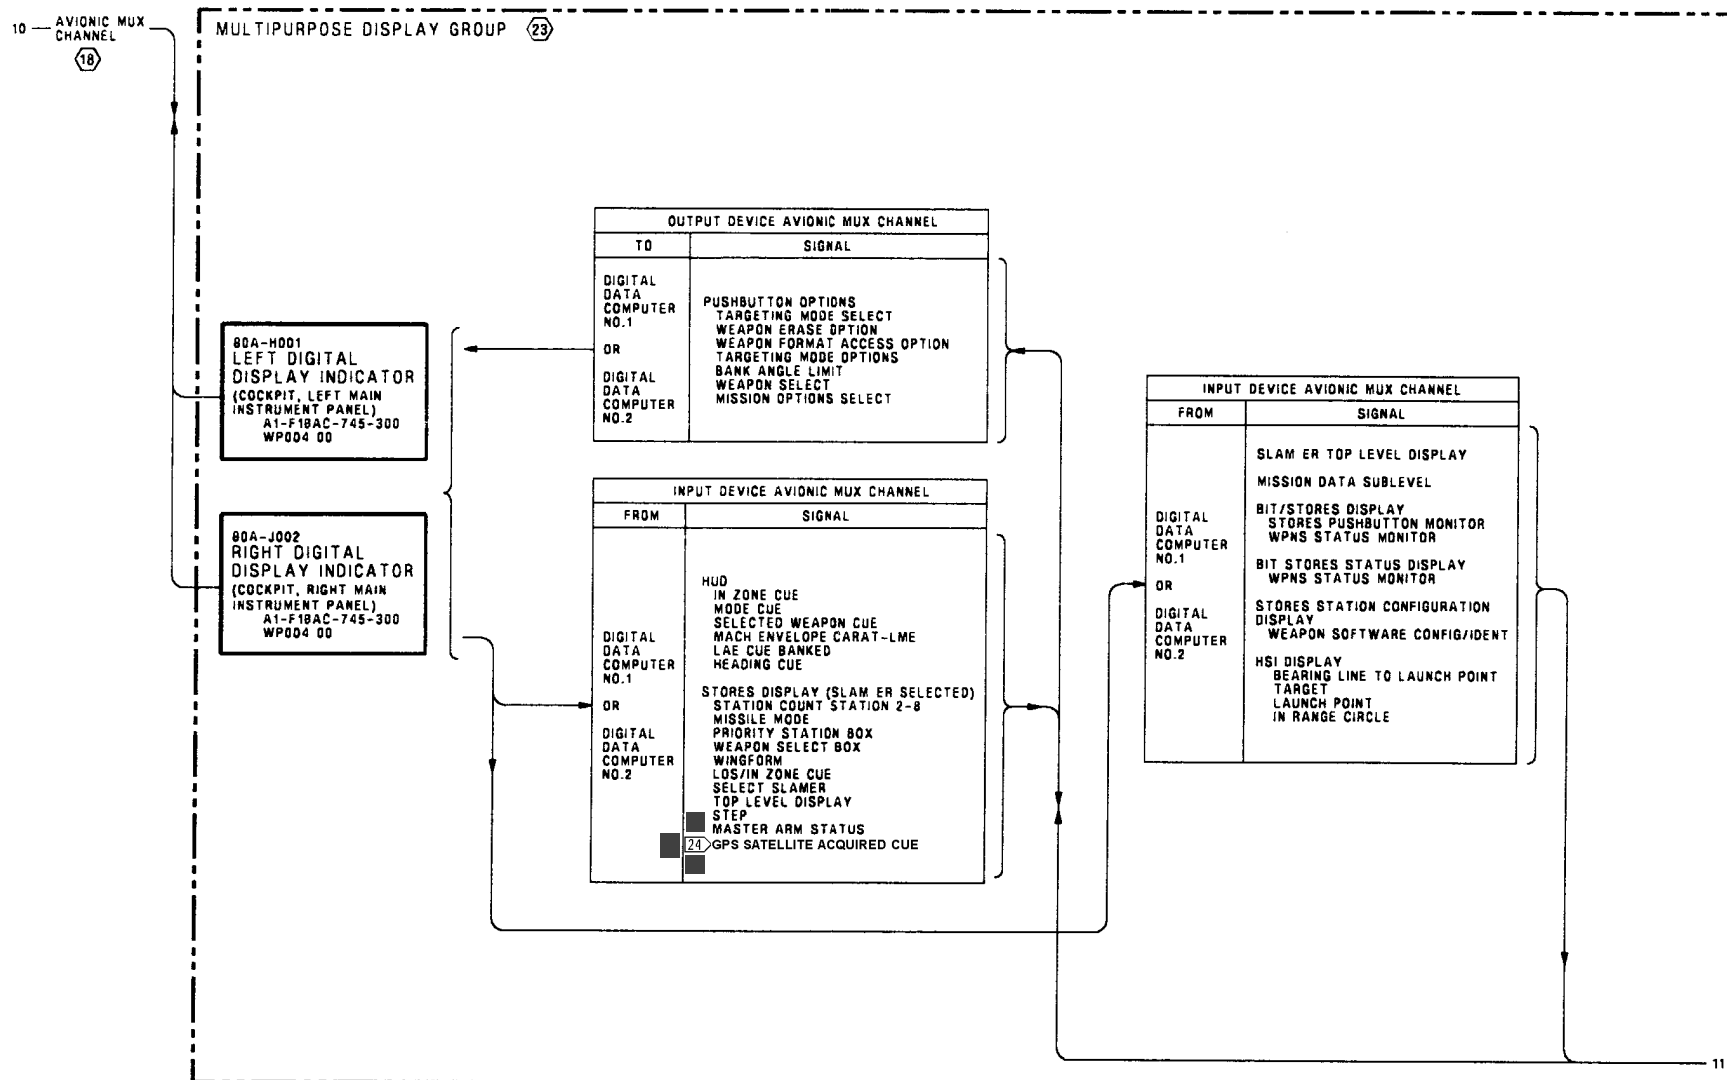 10 — AVIONIC MUX
CHANNEL
18
MULTIPURPOSE DISPLAY GROUP 23
80A-H001
LEFT DIGITAL
DISPLAY INDICATOR
(COCKPIT, LEFT MAIN
INSTRUMENT PANEL)
A1-F18AC-745-300
WP004 00
80A-J002
RIGHT DIGITAL
DISPLAY INDICATOR
(COCKPIT, RIGHT MAIN
INSTRUMENT PANEL)
A1-F18AC-745-300
WP004 00
OUTPUT DEVICE AVIONIC MUX CHANNEL
TO SIGNAL
DIGITAL
DATA
COMPUTER
NO.1
OR
DIGITAL
DATA
COMPUTER
NO.2
PUSHBUTTON OPTIONS
TARGETING MODE SELECT
WEAPON ERASE OPTION
WEAPON FORMAT ACCESS OPTION
TARGETING MODE OPTIONS
BANK ANGLE LIMIT
WEAPON SELECT
MISSION OPTIONS SELECT
INPUT DEVICE AVIONIC MUX CHANNEL
FROM SIGNAL
DIGITAL
DATA
COMPUTER
NO.1
OR
DIGITAL
DATA
COMPUTER
NO.2
HUD
IN ZONE CUE
MODE CUE
SELECTED WEAPON CUE
MACH ENVELOPE CARAT-LME
LAE CUE BANKED
HEADING CUE
STORES DISPLAY (SLAM ER SELECTED)
STATION COUNT STATION 2-8
MISSILE MODE
PRIORITY STATION BOX
WEAPON SELECT BOX
WINGFORM
LOS/IN ZONE CUE
SELECT SLAMER
TOP LEVEL DISPLAY
STEP
MASTER ARM STATUS
24 GPS SATELLITE ACQUIRED CUE
INPUT DEVICE AVIONIC MUX CHANNEL
FROM SIGNAL
DIGITAL
DATA
COMPUTER
NO.1
OR
DIGITAL
DATA
COMPUTER
NO.2
SLAM ER TOP LEVEL DISPLAY
MISSION DATA SUBLEVEL
BIT/STORES DISPLAY
STORES PUSHBUTTON MONITOR
WPNS STATUS MONITOR
BIT STORES STATUS DISPLAY
WPNS STATUS MONITOR
STORES STATION CONFIGURATION
DISPLAY
WEAPON SOFTWARE CONFIG/IDENT
HSI DISPLAY
BEARING LINE TO LAUNCH POINT
TARGET
LAUNCH POINT
IN RANGE CIRCLE
11